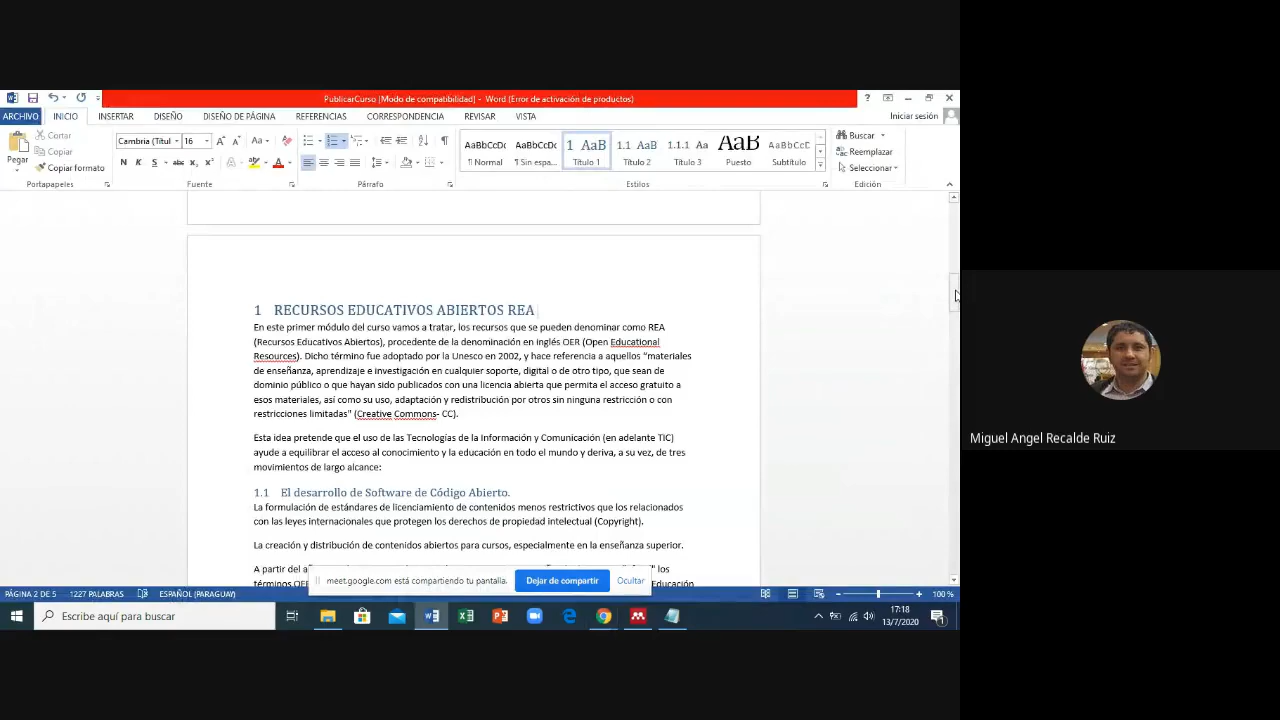 PublicarCurso [Modo de compatibilidad] - Word (Error de activación de productos)
ARCHIVO INICIO INSERTAR DISEÑO DISEÑO DE PÁGINA REFERENCIAS CORRESPONDENCIA REVISAR VISTA Iniciar sesión
Pegar
Cortar
Copiar
Copiar formato
Portapapeles
Cambria (Títul 16
N K S abc x₂ x²
Fuente
Párrafo
AaBbCcDc AaBbCcDc 1 AaB 1.1 AaB 1.1.1 Aa AaB AaBbCcD
¶ Normal ¶ Sin espa... Título 1 Título 2 Título 3 Puesto Subtítulo
Estilos
Buscar
Reemplazar
Seleccionar
Edición
1 RECURSOS EDUCATIVOS ABIERTOS REA
En este primer módulo del curso vamos a tratar, los recursos que se pueden denominar como REA
(Recursos Educativos Abiertos), procedente de la denominación en inglés OER (Open Educational
Resources). Dicho término fue adoptado por la Unesco en 2002, y hace referencia a aquellos "materiales
de enseñanza, aprendizaje e investigación en cualquier soporte, digital o de otro tipo, que sean de
dominio público o que hayan sido publicados con una licencia abierta que permita el acceso gratuito a
esos materiales, así como su uso, adaptación y redistribución por otros sin ninguna restricción o con
restricciones limitadas" (Creative Commons- CC).
Esta idea pretende que el uso de las Tecnologías de la Información y Comunicación (en adelante TIC)
ayude a equilibrar el acceso al conocimiento y la educación en todo el mundo y deriva, a su vez, de tres
movimientos de largo alcance:
1.1 El desarrollo de Software de Código Abierto.
La formulación de estándares de licenciamiento de contenidos menos restrictivos que los relacionados
con las leyes internacionales que protegen los derechos de propiedad intelectual (Copyright).
La creación y distribución de contenidos abiertos para cursos, especialmente en la enseñanza superior.
A partir del a los
términos OE Educación
meet.google.com está compartiendo tu pantalla. Dejar de compartir Ocultar
PÁGINA 2 DE 5 1227 PALABRAS ESPAÑOL (PARAGUAY) 100 %
Escribe aquí para buscar
17:18
13/7/2020
Miguel Angel Recalde Ruiz